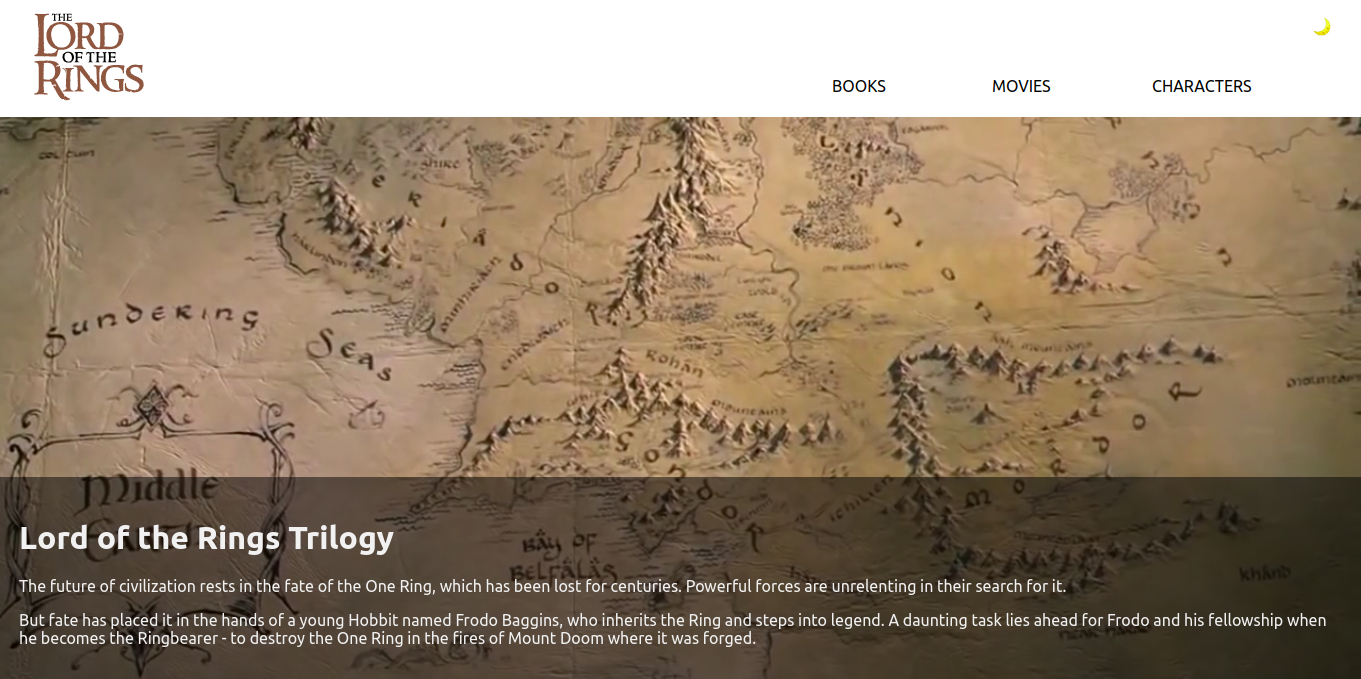 THE
LORD
OF THE
RINGS
BOOKS
MOVIES
CHARACTERS
SHIRE
Eriador
Minhiriath
Enedwaith
SUNDERING
SEAS
Rohan
Gondor
Mordor
Middle
BAY OF
BELFALAS
Khand
Lord of the Rings Trilogy
The future of civilization rests in the fate of the One Ring, which has been lost for centuries. Powerful forces are unrelenting in their search for it.
But fate has placed it in the hands of a young Hobbit named Frodo Baggins, who inherits the Ring and steps into legend. A daunting task lies ahead for Frodo and his fellowship when
he becomes the Ringbearer - to destroy the One Ring in the fires of Mount Doom where it was forged.